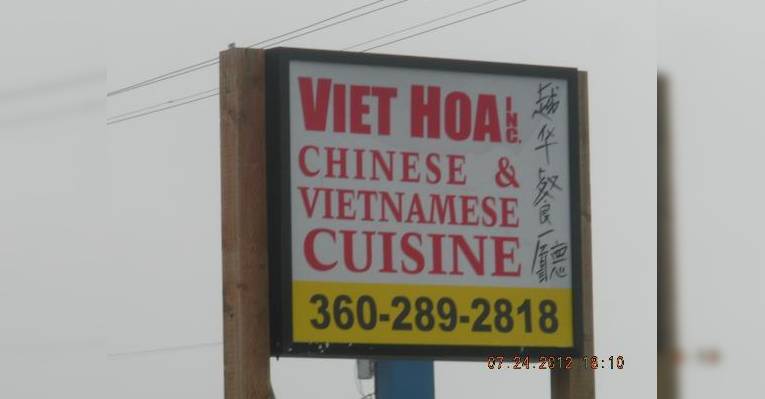 VIET HOA INC.
CHINESE &
VIETNAMESE
CUISINE
越华餐廳
360-289-2818
07.24.2012 18:10